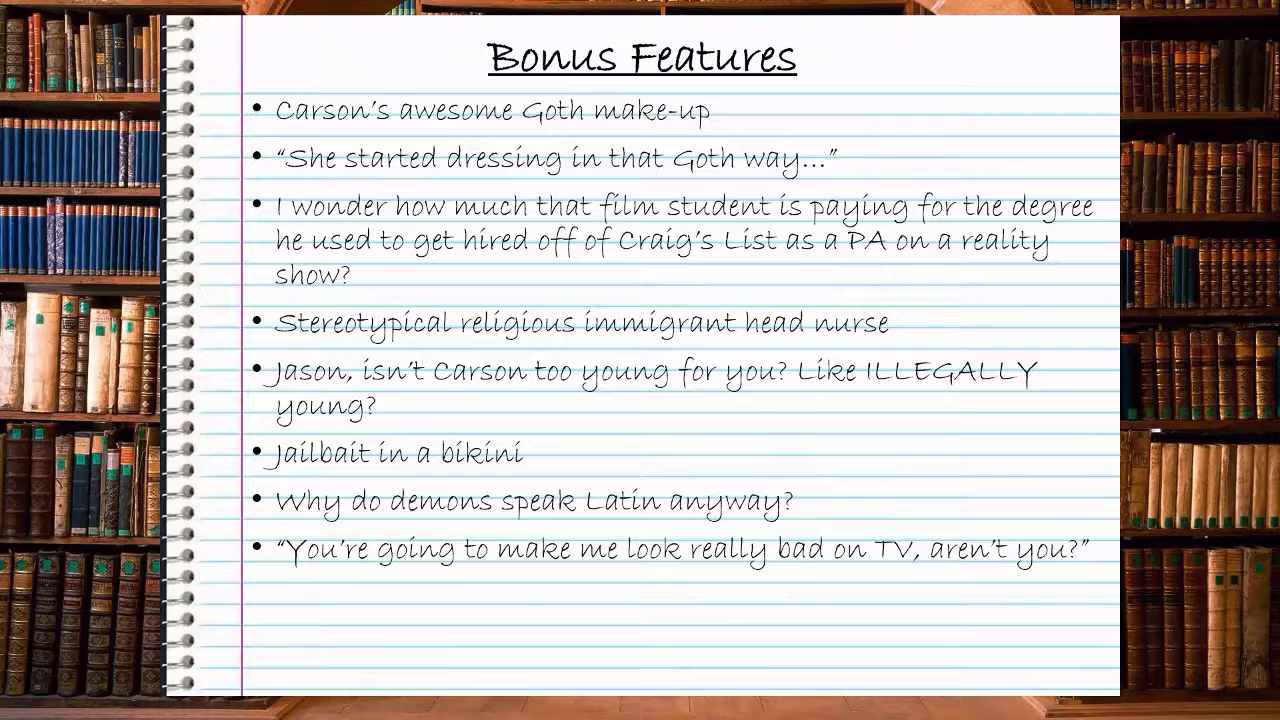 Bonus Features
• Carson's awesome Goth make-up
• "She started dressing in that Goth way..."
• I wonder how much that film student is paying for the degree
he used to get hired off of Craig's List as a PA on a reality
show?
• Stereotypical religious immigrant head nurse
• Jason, isn't Carson too young for you? Like ILLEGALLY
young?
• Jailbait in a bikini
• Why do demons speak Latin anyway?
• "You're going to make me look really bad on TV, aren't you?"